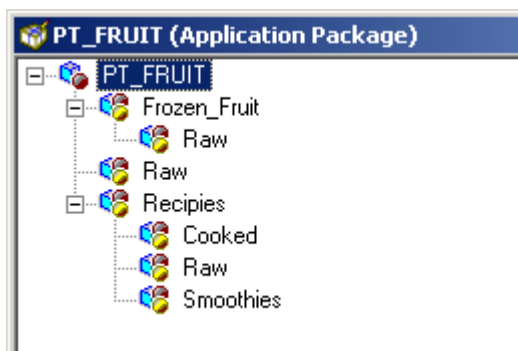 PT_FRUIT (Application Package)
PT_FRUIT
Frozen_Fruit
Raw
Raw
Recipies
Cooked
Raw
Smoothies